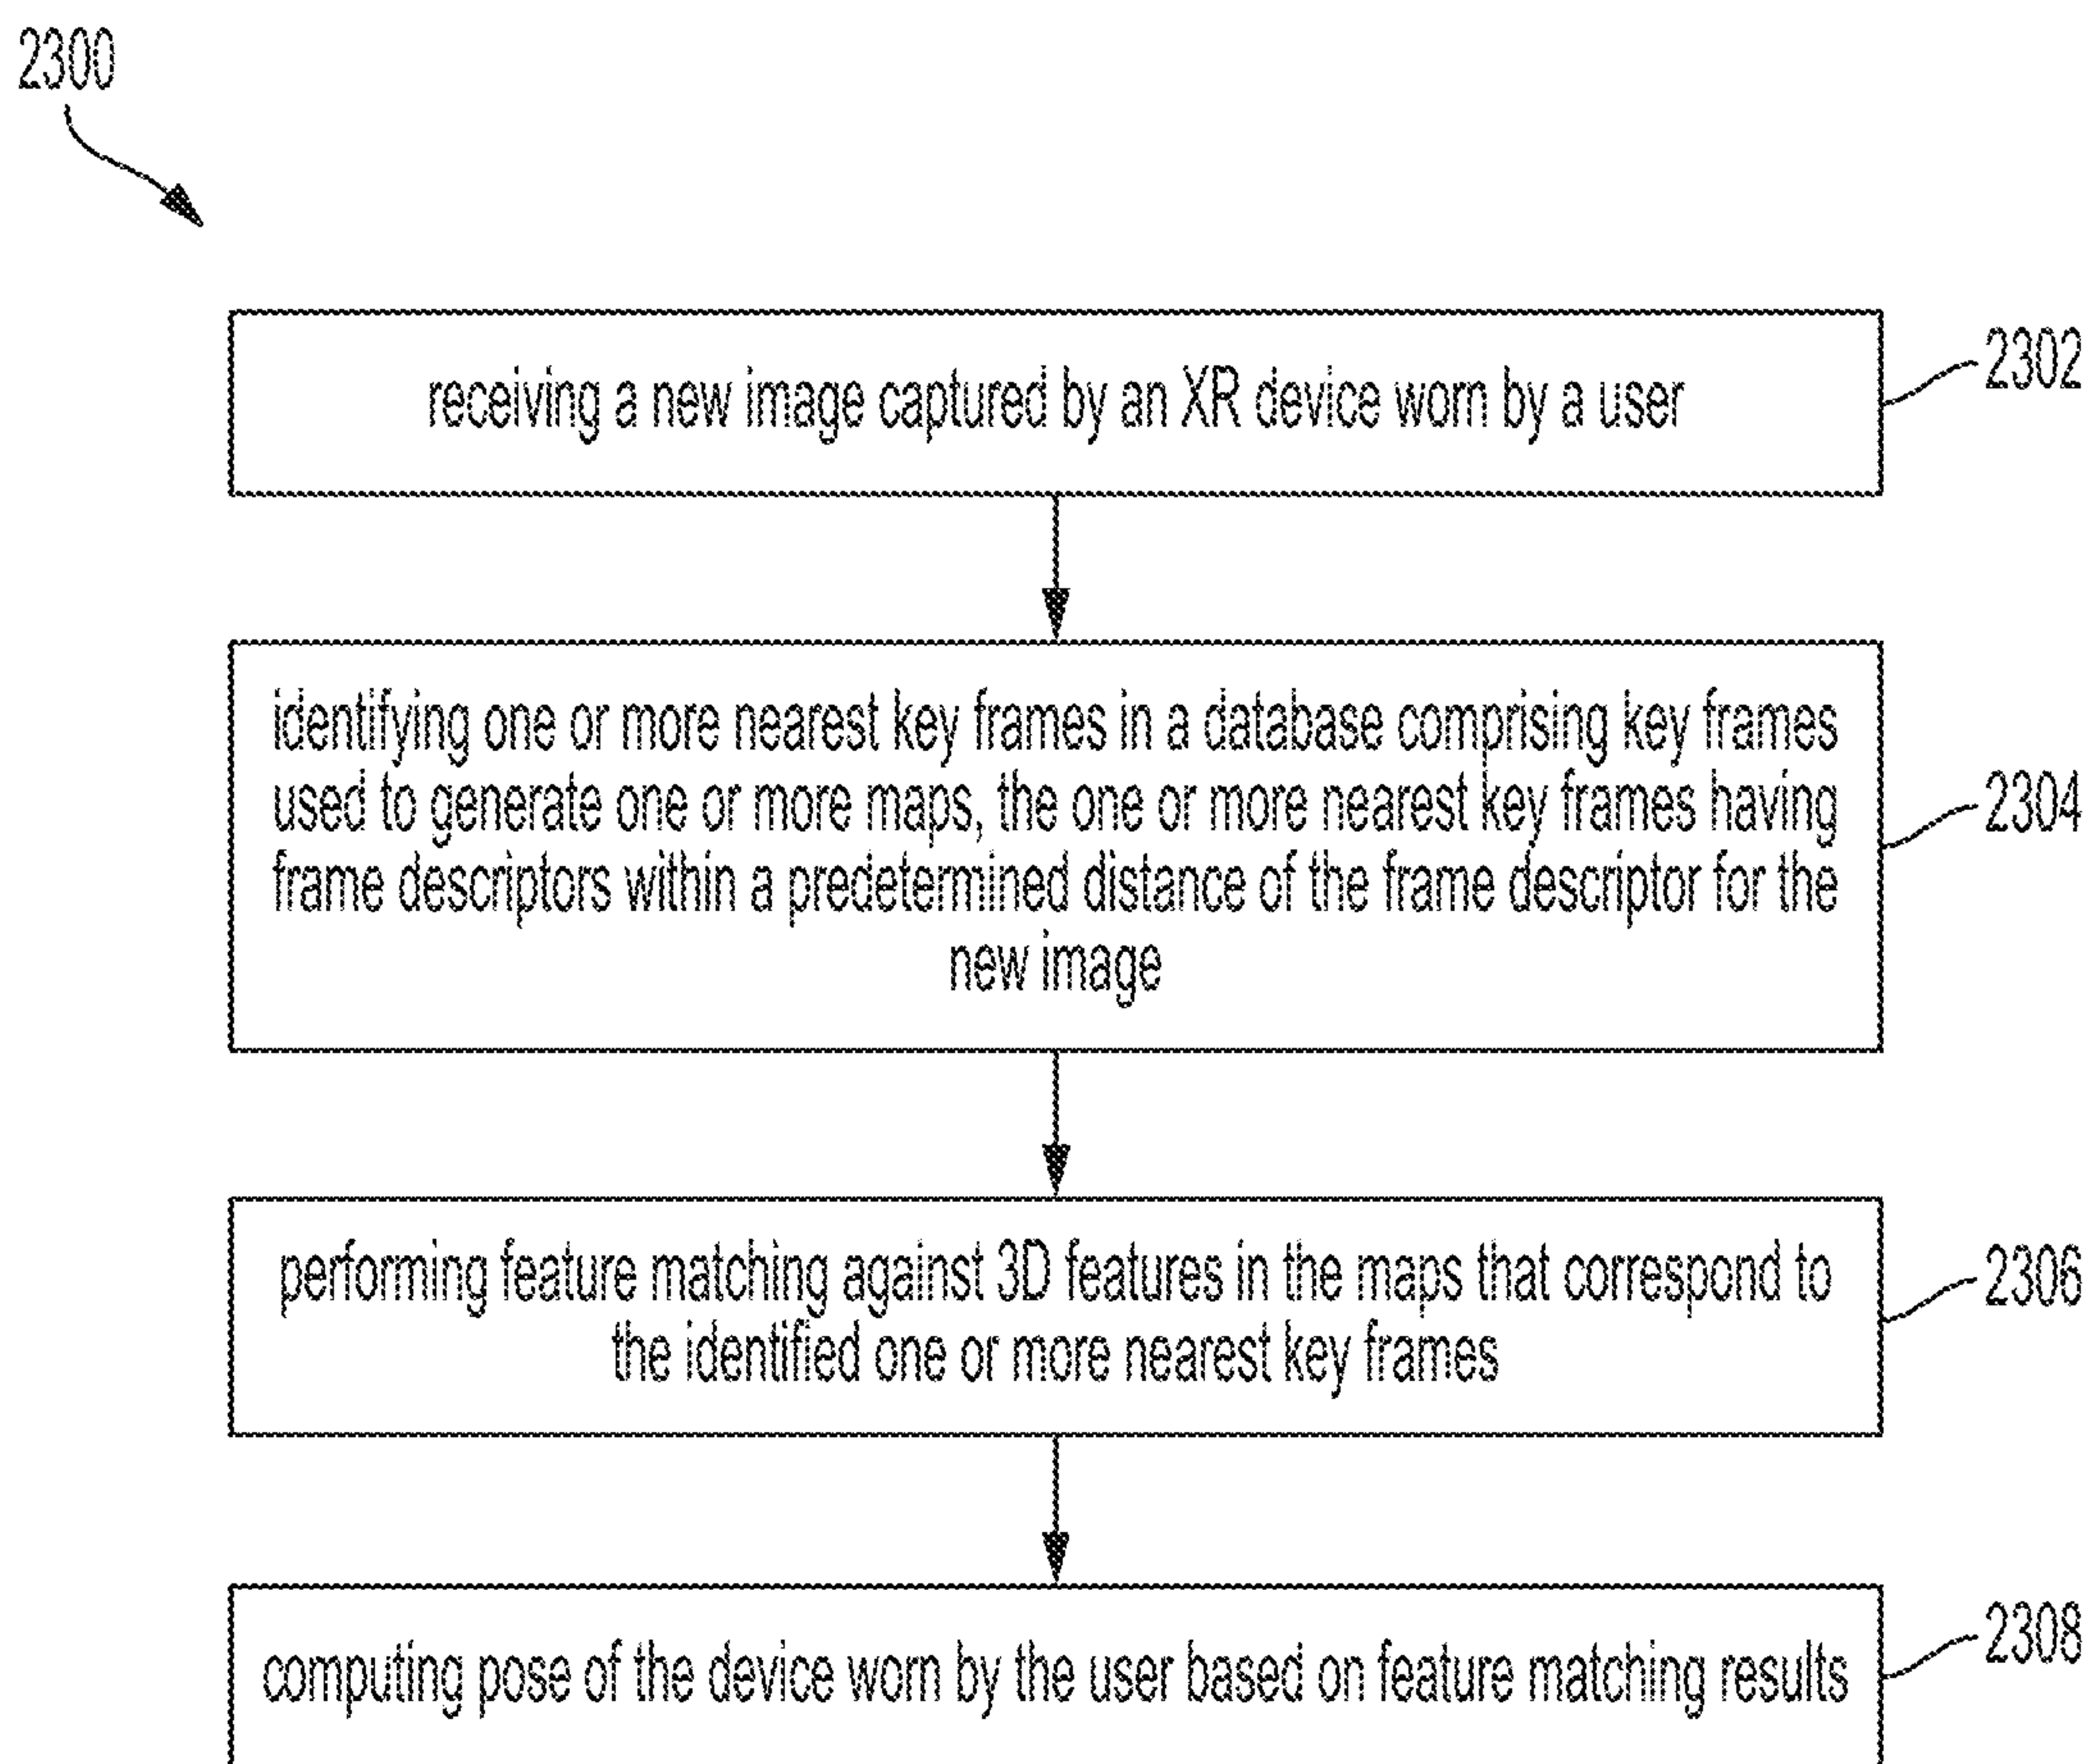 2300
receiving a new image captured by an XR device worn by a user
2302
identifying one or more nearest key frames in a database comprising key frames
used to generate one or more maps, the one or more nearest key frames having
frame descriptors within a predetermined distance of the frame descriptor for the
new image
2304
performing feature matching against 3D features in the maps that correspond to
the identified one or more nearest key frames
2306
computing pose of the device worn by the user based on feature matching results
2308